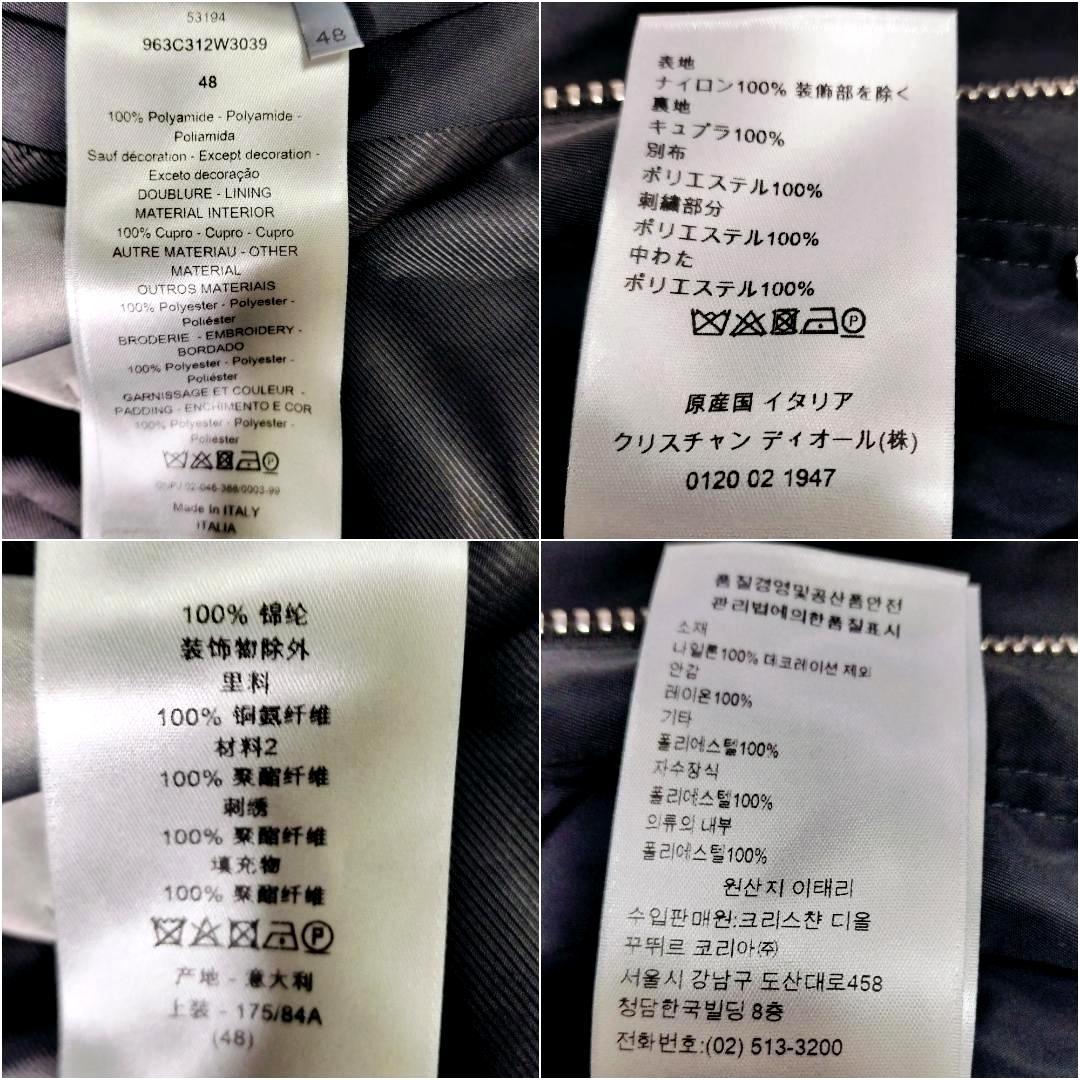 53194
963C312W3039
48
48
100% Polyamide - Polyamide -
Poliamida
Sauf décoration - Except decoration -
Exceto decoração
DOUBLURE - LINING
MATERIAL INTERIOR
100% Cupro - Cupro - Cupro
AUTRE MATERIAU - OTHER
MATERIAL
OUTROS MATERIAIS
100% Polyester - Polyester -
Poliéster
BRODERIE - EMBROIDERY -
BORDADO
100% Polyester - Polyester -
Poliéster
GARNISSAGE ET COULEUR -
PADDING - ENCHIMENTO E COR
100% Polyester - Polyester -
Poliester
Made in ITALY
ITALIA
表地
ナイロン100% 装飾部を除く
裏地
キュプラ100%
別布
ポリエステル100%
刺繍部分
ポリエステル100%
中わた
ポリエステル100%
P
原産国 イタリア
クリスチャン ディオール(株)
0120 02 1947
100% 锦纶
装饰物除外
里料
100% 铜氨纤维
材料2
100% 聚酯纤维
刺绣
100% 聚酯纤维
填充物
100% 聚酯纤维
P
产地 - 意大利
上装 - 175/84A
(48)
품질경영및공산품안전
관리법에의한품질표시
소재
나일론100% 데코레이션 제외
안감
레이온100%
기타
폴리에스텔100%
자수장식
폴리에스텔100%
의류의 내부
폴리에스텔100%
원산지 이태리
수입판매원:크리스챤 디올
꾸뛰르 코리아㈜
서울시 강남구 도산대로458
청담한국빌딩 8층
전화번호:(02) 513-3200